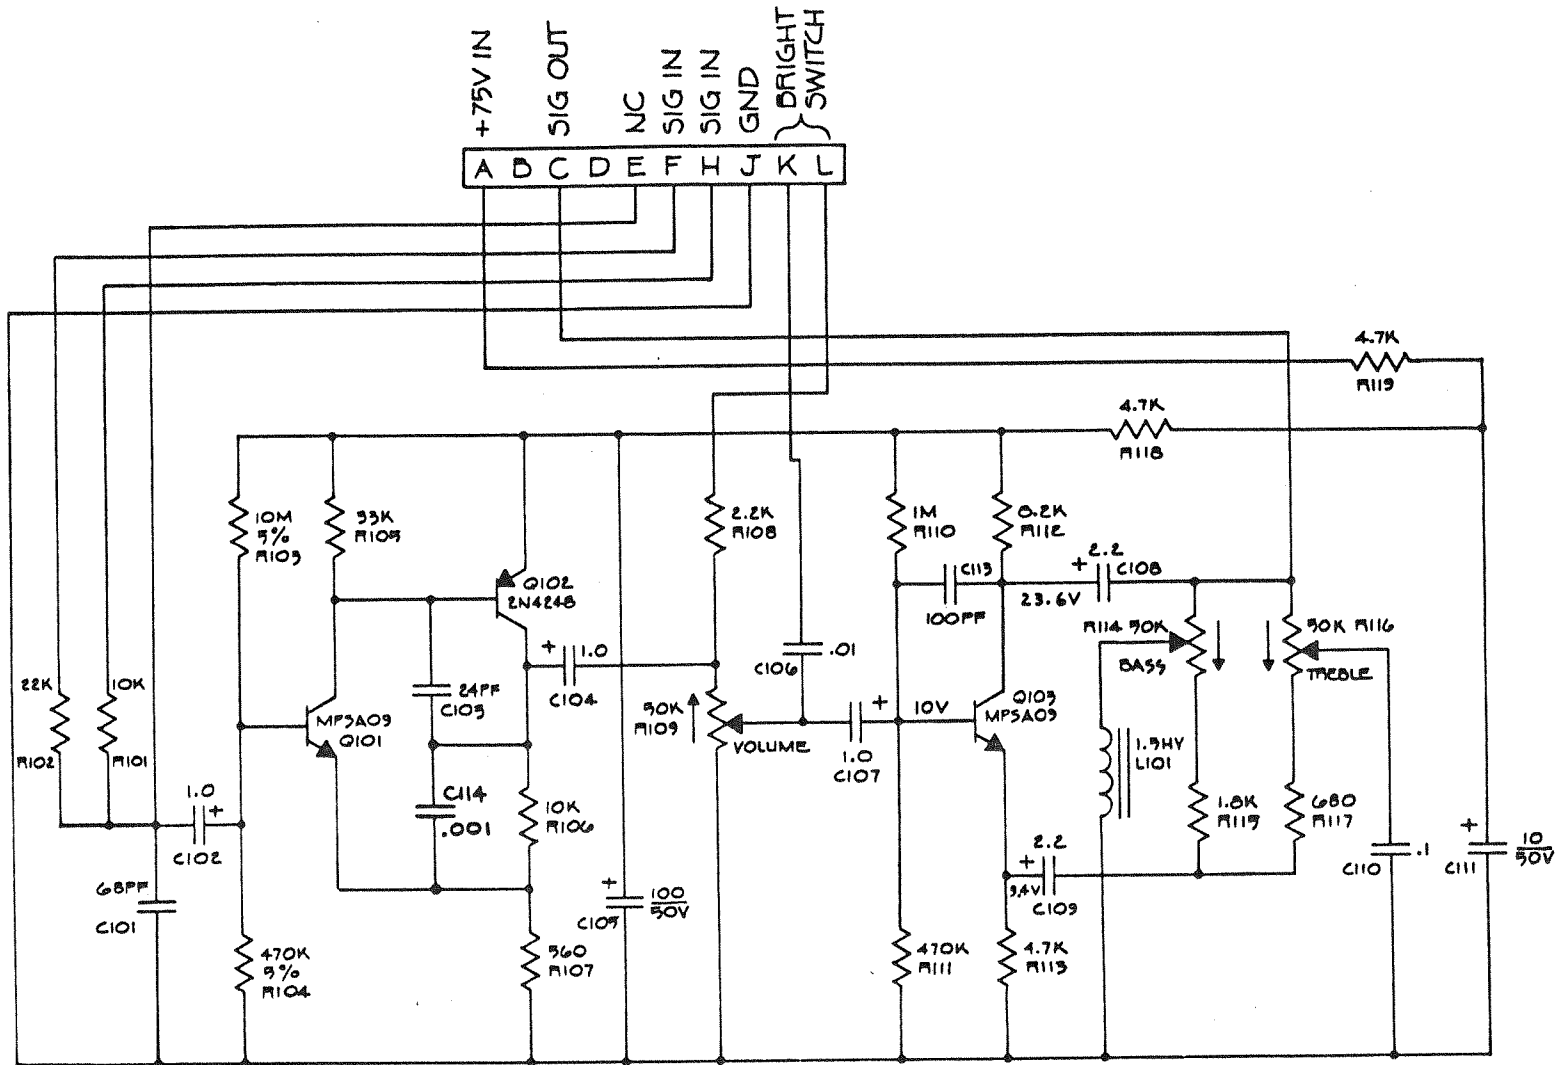 +75V IN
SIG OUT
NC
SIG IN
SIG IN
GND
BRIGHT
SWITCH
A B C D E F H J K L
4.7K
R119
4.7K
R118
10M
5%
R103
33K
R105
2.2K
R108
1M
R110
8.2K
R112
Q102
2N4248
C113
100PF
2.2
+
C108
23.6V
R114 50K
BASS
50K R116
TREBLE
22K
R102
10K
R101
MPSA09
Q101
24PF
C103
+
1.0
C104
50K
R109
VOLUME
.01
C106
+
1.0
C107
10V
Q103
MPSA09
1.5HY
L101
C114
.001
10K
R106
1.8K
R115
680
R117
1.0
+
C102
68PF
C101
470K
5%
R104
560
R107
+
C105
100
50V
470K
R111
2.2
+
9.4V
C109
4.7K
R113
.1
C110
+
C111
10
50V